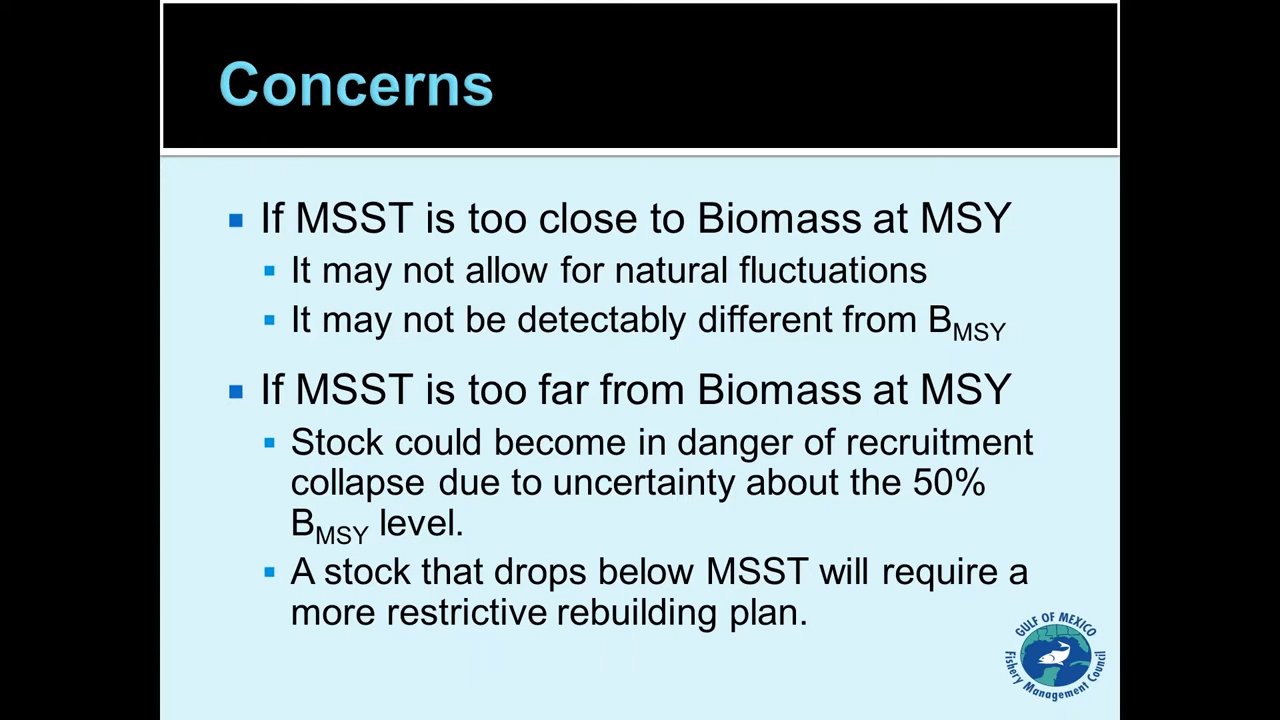 Concerns
If MSST is too close to Biomass at MSY
It may not allow for natural fluctuations
It may not be detectably different from BMSY
If MSST is too far from Biomass at MSY
Stock could become in danger of recruitment
collapse due to uncertainty about the 50%
BMSY level.
A stock that drops below MSST will require a
more restrictive rebuilding plan.
GULF OF MEXICO
Fishery Management Council